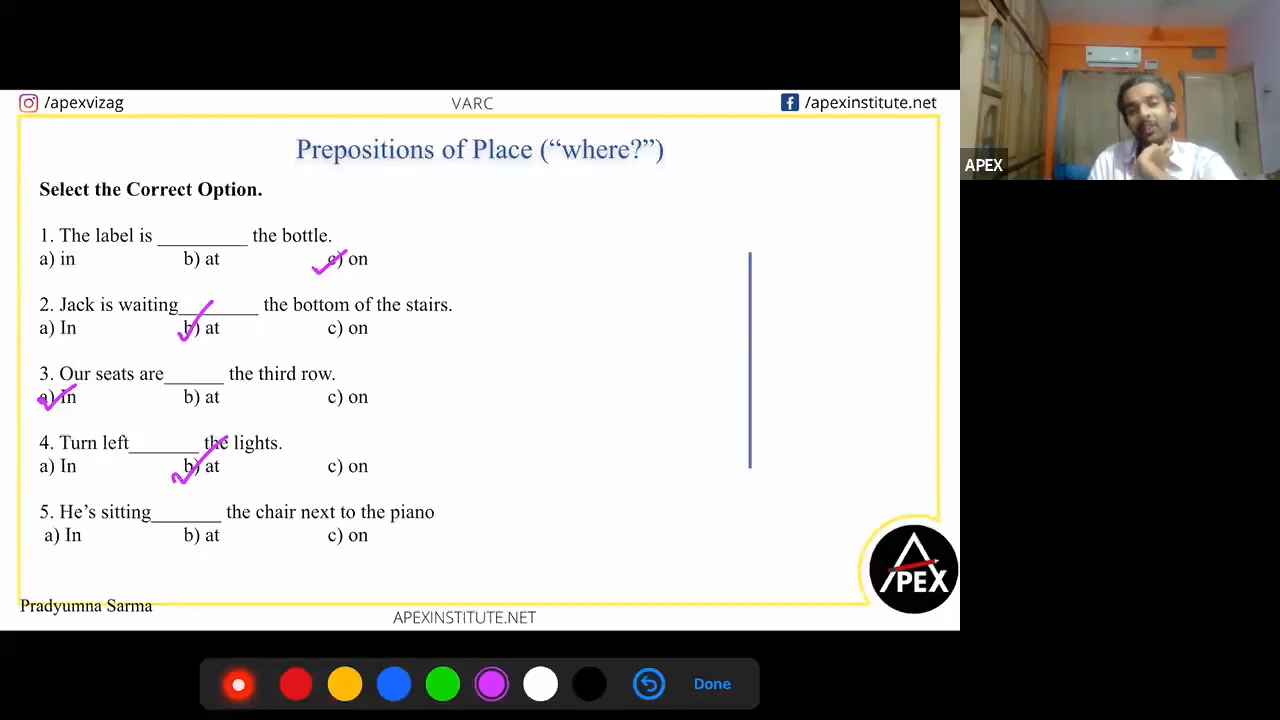 /apexvizag
VARC
/apexinstitute.net
APEX
Prepositions of Place (“where?”)
Select the Correct Option.
1. The label is _________ the bottle.
a) in b) at c) on
2. Jack is waiting________ the bottom of the stairs.
a) In b) at c) on
3. Our seats are______ the third row.
a) In b) at c) on
4. Turn left_______ the lights.
a) In b) at c) on
5. He’s sitting_______ the chair next to the piano
a) In b) at c) on
APEX
Pradyumna Sarma
APEXINSTITUTE.NET
Done